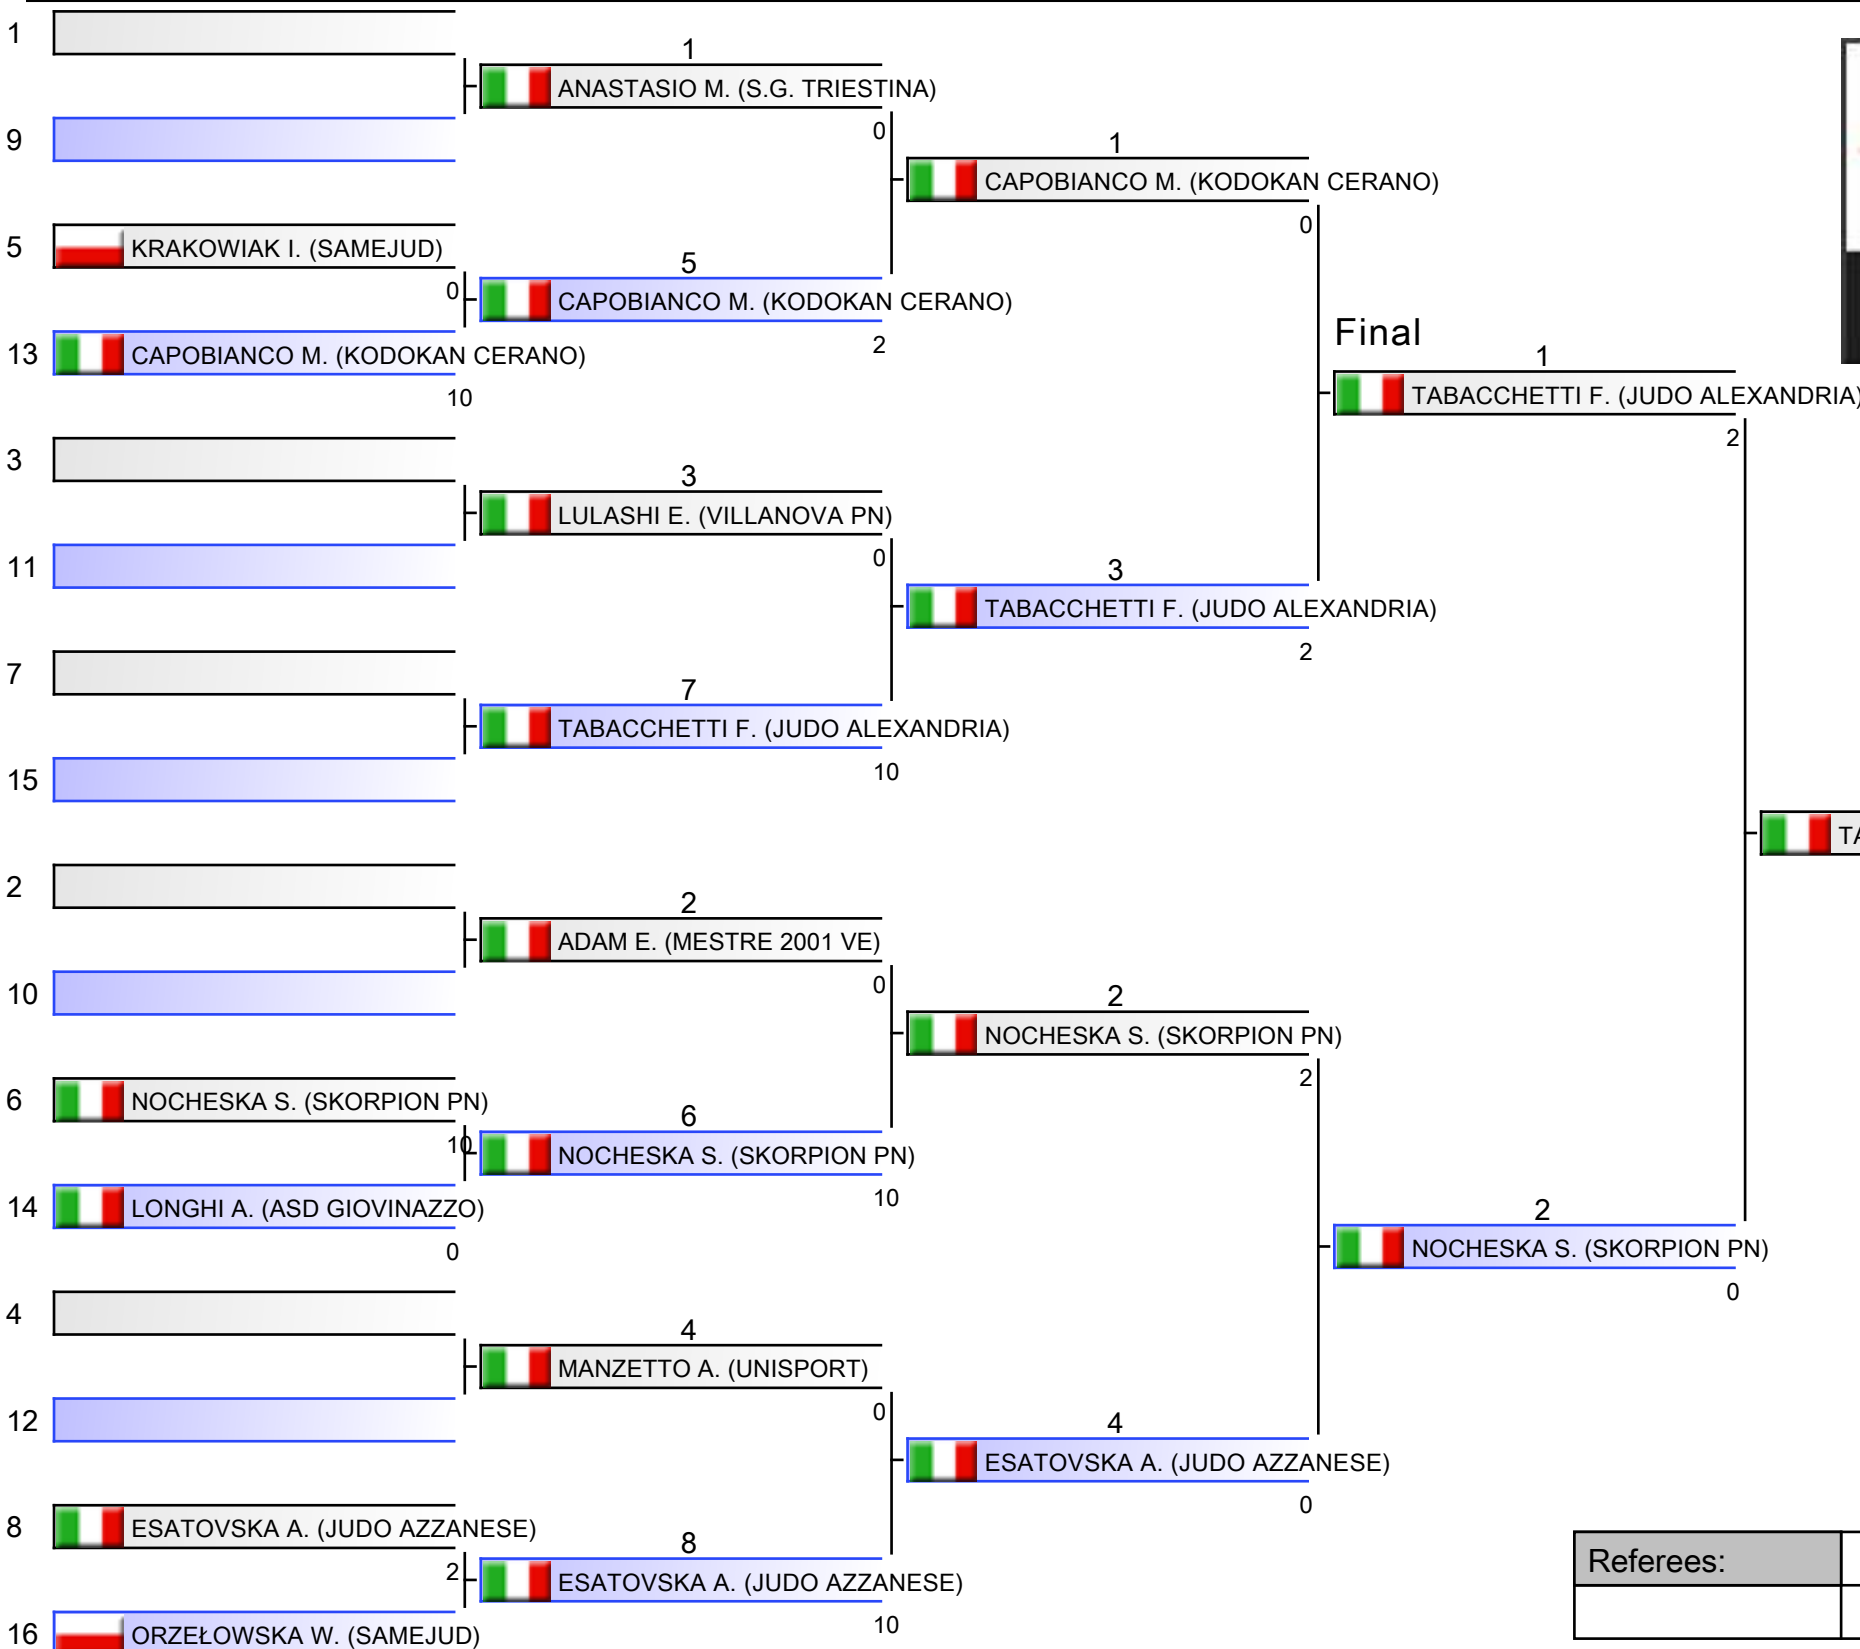 1
9
5 KRAKOWIAK I. (SAMEJUD)
0
13 CAPOBIANCO M. (KODOKAN CERANO)
10
3
11
7
15
2
10
6 NOCHESKA S. (SKORPION PN)
10
14 LONGHI A. (ASD GIOVINAZZO)
0
4
12
8 ESATOVSKA A. (JUDO AZZANESE)
2
16 ORZEŁOWSKA W. (SAMEJUD)
1
ANASTASIO M. (S.G. TRIESTINA)
0
5
CAPOBIANCO M. (KODOKAN CERANO)
2
3
LULASHI E. (VILLANOVA PN)
0
7
TABACCHETTI F. (JUDO ALEXANDRIA)
10
2
ADAM E. (MESTRE 2001 VE)
0
6
NOCHESKA S. (SKORPION PN)
10
4
MANZETTO A. (UNISPORT)
0
8
ESATOVSKA A. (JUDO AZZANESE)
10
1
CAPOBIANCO M. (KODOKAN CERANO)
0
3
TABACCHETTI F. (JUDO ALEXANDRIA)
2
2
NOCHESKA S. (SKORPION PN)
2
4
ESATOVSKA A. (JUDO AZZANESE)
0
Final
1
TABACCHETTI F. (JUDO ALEXANDRIA)
2
2
NOCHESKA S. (SKORPION PN)
0
Referees: